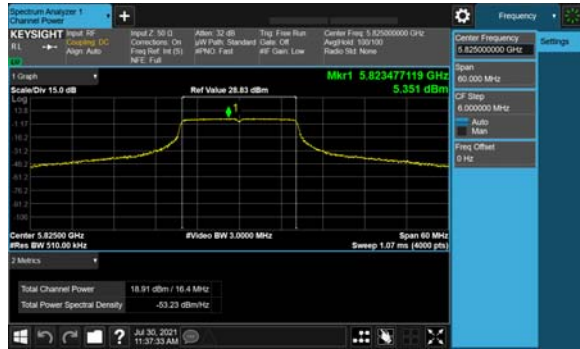 Spectrum Analyzer 1
Channel Power
Frequency
KEYSIGHT
Input: RF
Coupling: DC
Align: Auto
Input Z: 50 Ω
Corrections: On
Freq Ref: Int (S)
NFE: Full
Atten: 32 dB
µW Path: Standard
#PNO: Fast
Trig: Free Run
Gate: Off
#IF Gain: Low
Center Freq: 5.825000000 GHz
Avg|Hold: 100/100
Radio Std: None
Center Frequency
5.825000000 GHz
Settings
Span
60.000 MHz
CF Step
6.000000 MHz
Auto
Man
Freq Offset
0 Hz
1 Graph
Scale/Div 15.0 dB
Ref Value 28.83 dBm
Mkr1 5.823477119 GHz
5.351 dBm
Log
13.8
-1.17
-16.2
-31.2
-46.2
-61.2
-76.2
-91.2
-106
1
Center 5.82500 GHz
#Video BW 3.0000 MHz
Span 60 MHz
#Res BW 510.00 kHz
Sweep 1.07 ms (4000 pts)
2 Metrics
Total Channel Power
18.91 dBm / 16.4 MHz
Total Power Spectral Density
-53.23 dBm/Hz
Jul 30, 2021
11:37:33 AM